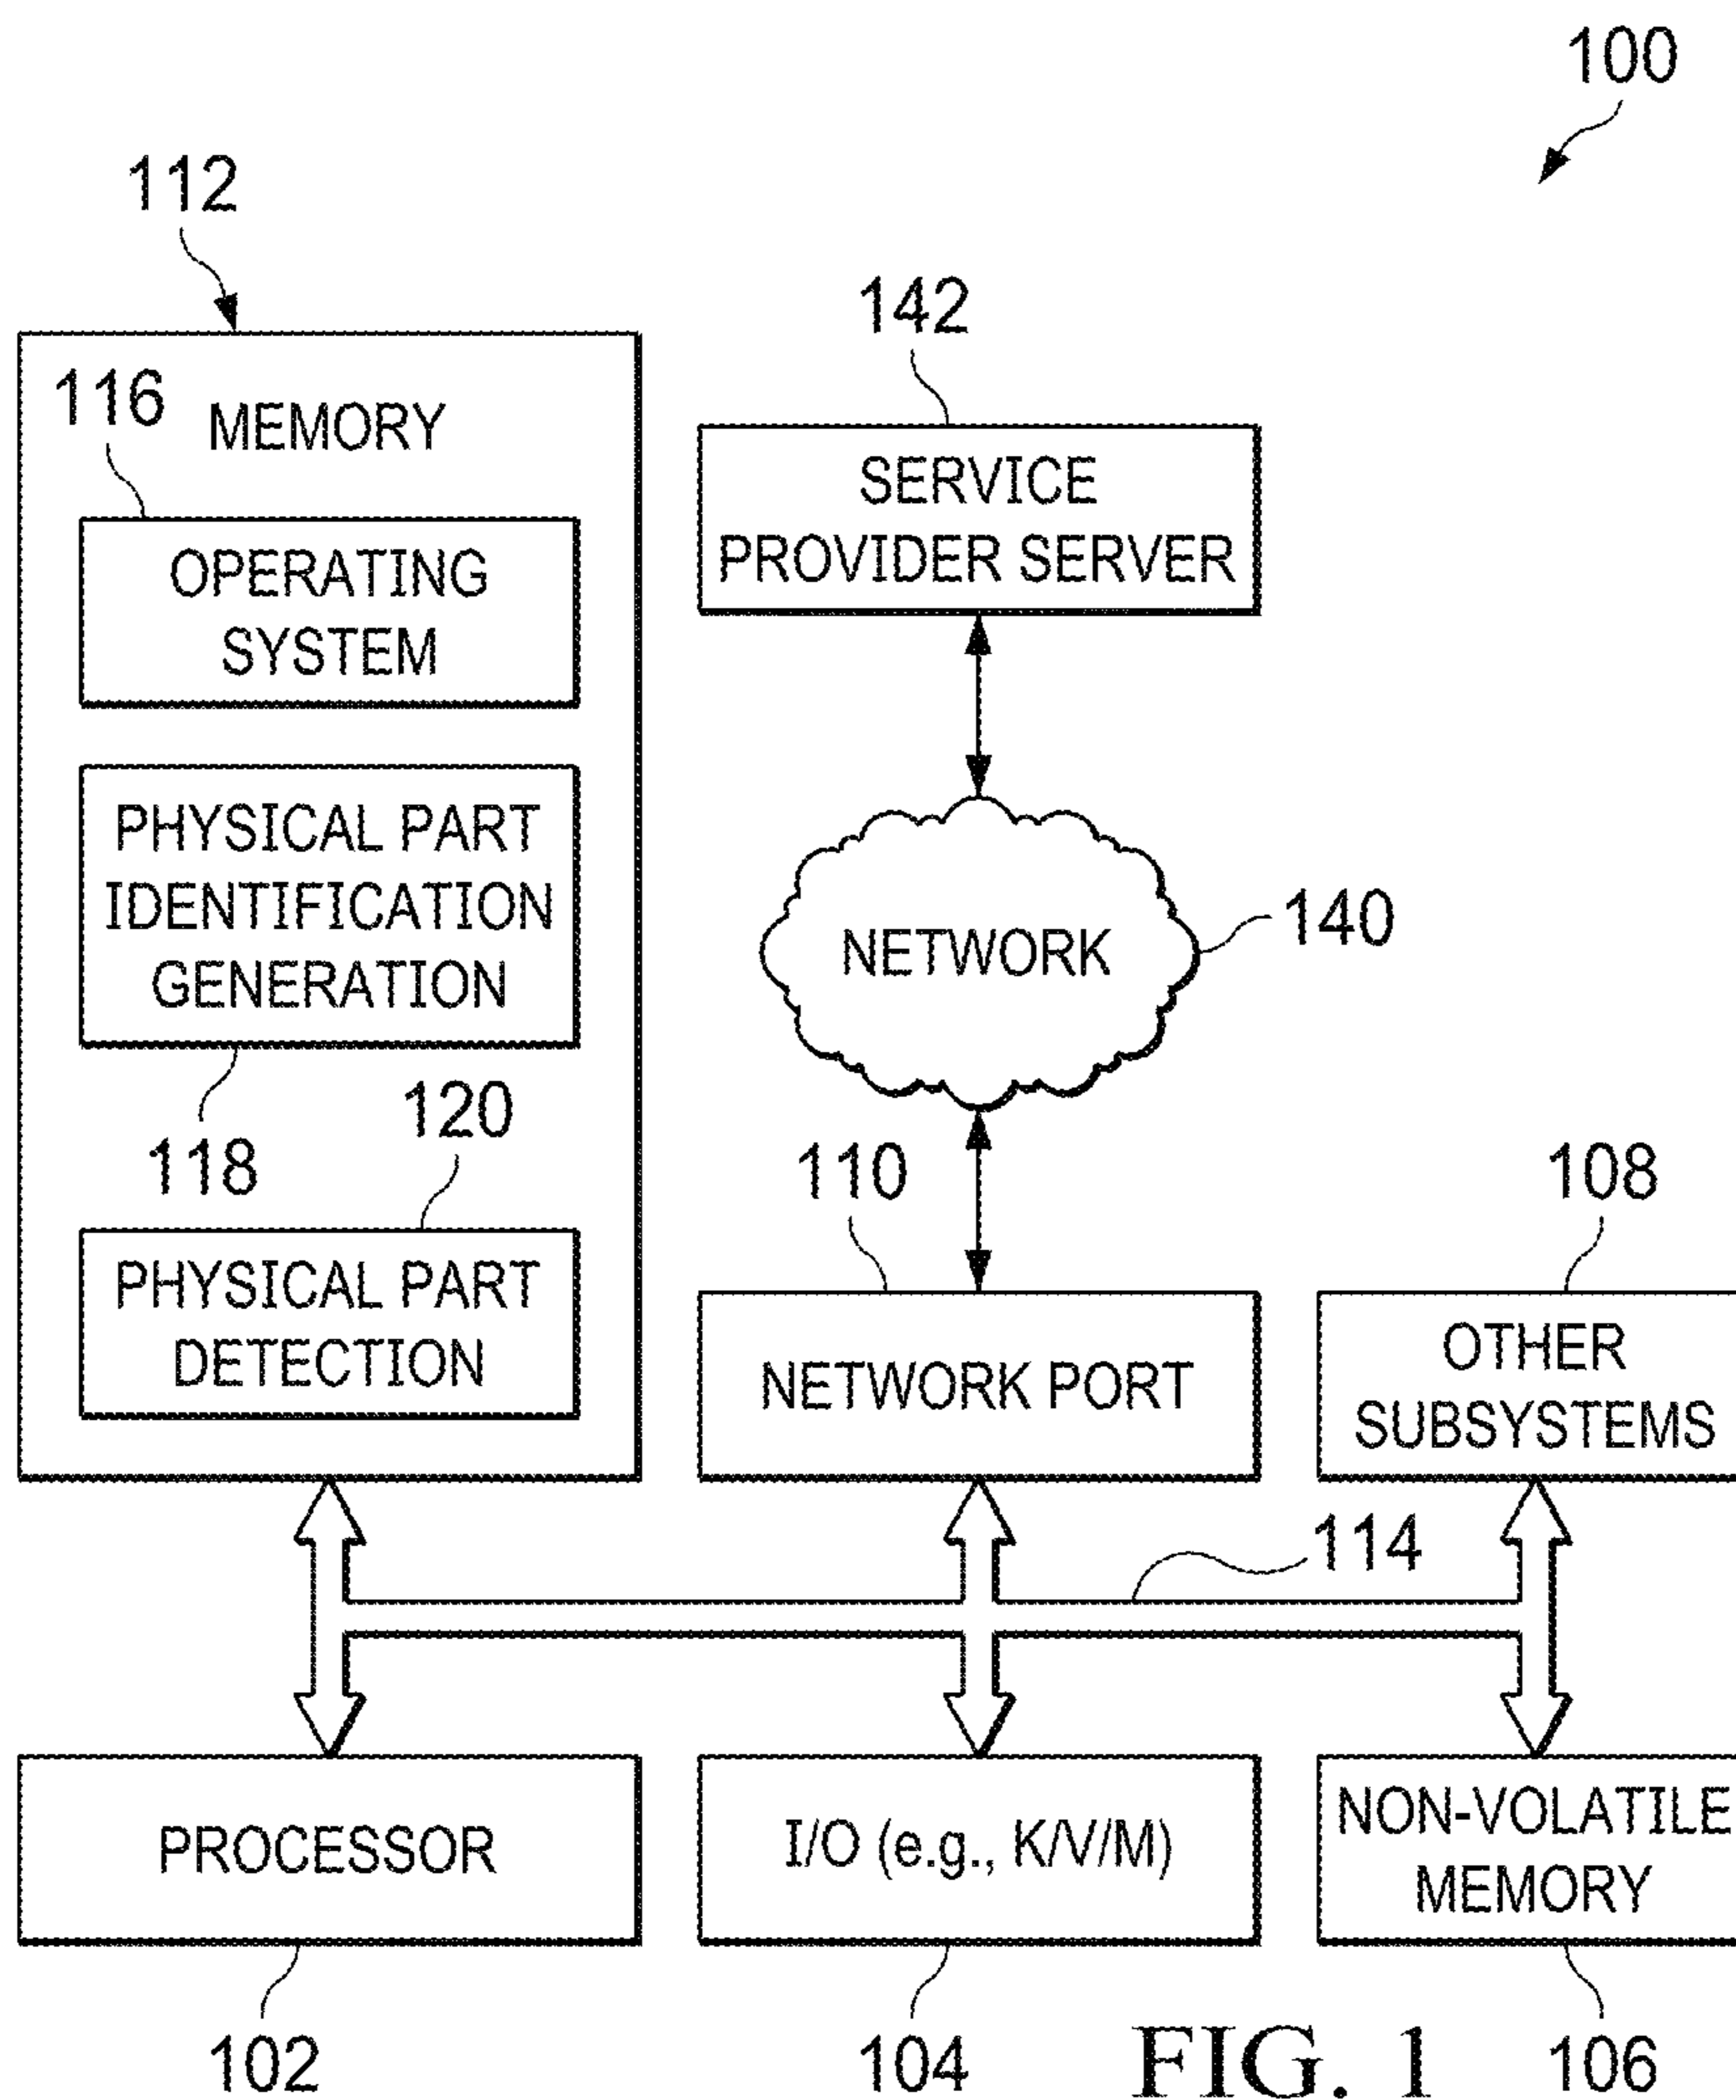 100
112
142
116
MEMORY
SERVICE
PROVIDER SERVER
OPERATING
SYSTEM
PHYSICAL PART
IDENTIFICATION
GENERATION
NETWORK
140
118
120
110
108
PHYSICAL PART
DETECTION
NETWORK PORT
OTHER
SUBSYSTEMS
114
PROCESSOR
I/O (e.g., K/V/M)
NON-VOLATILE
MEMORY
102
104
106
FIG. 1